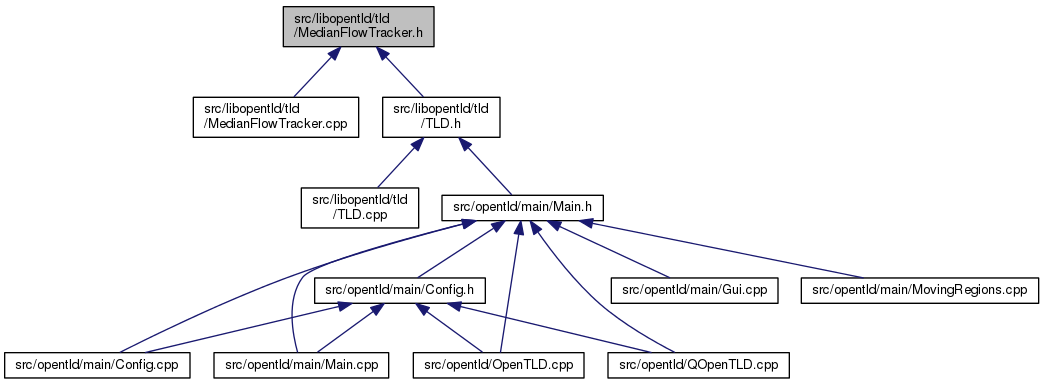 src/libopentld/tld
/MedianFlowTracker.h
src/libopentld/tld
/MedianFlowTracker.cpp
src/libopentld/tld
/TLD.h
src/libopentld/tld
/TLD.cpp
src/opentld/main/Main.h
src/opentld/main/Config.h
src/opentld/main/Gui.cpp
src/opentld/main/MovingRegions.cpp
src/opentld/main/Config.cpp
src/opentld/main/Main.cpp
src/opentld/OpenTLD.cpp
src/opentld/QOpenTLD.cpp